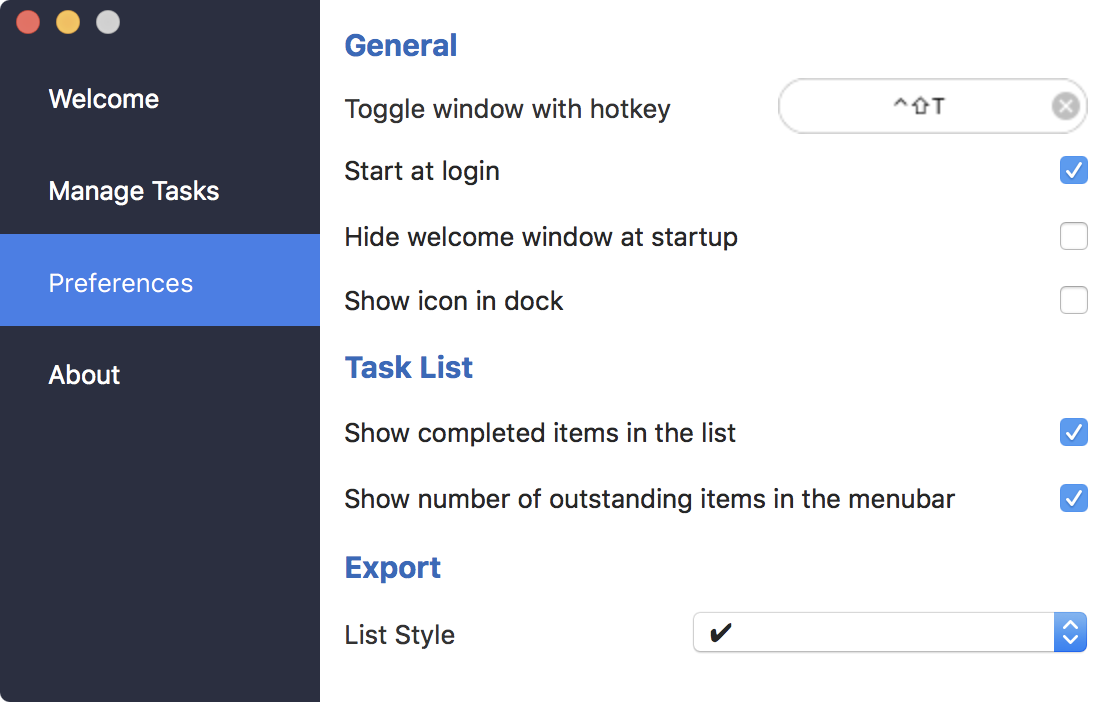 Welcome
Manage Tasks
Preferences
About
General
Toggle window with hotkey ^⇧T
Start at login
Hide welcome window at startup
Show icon in dock
Task List
Show completed items in the list
Show number of outstanding items in the menubar
Export
List Style ✔